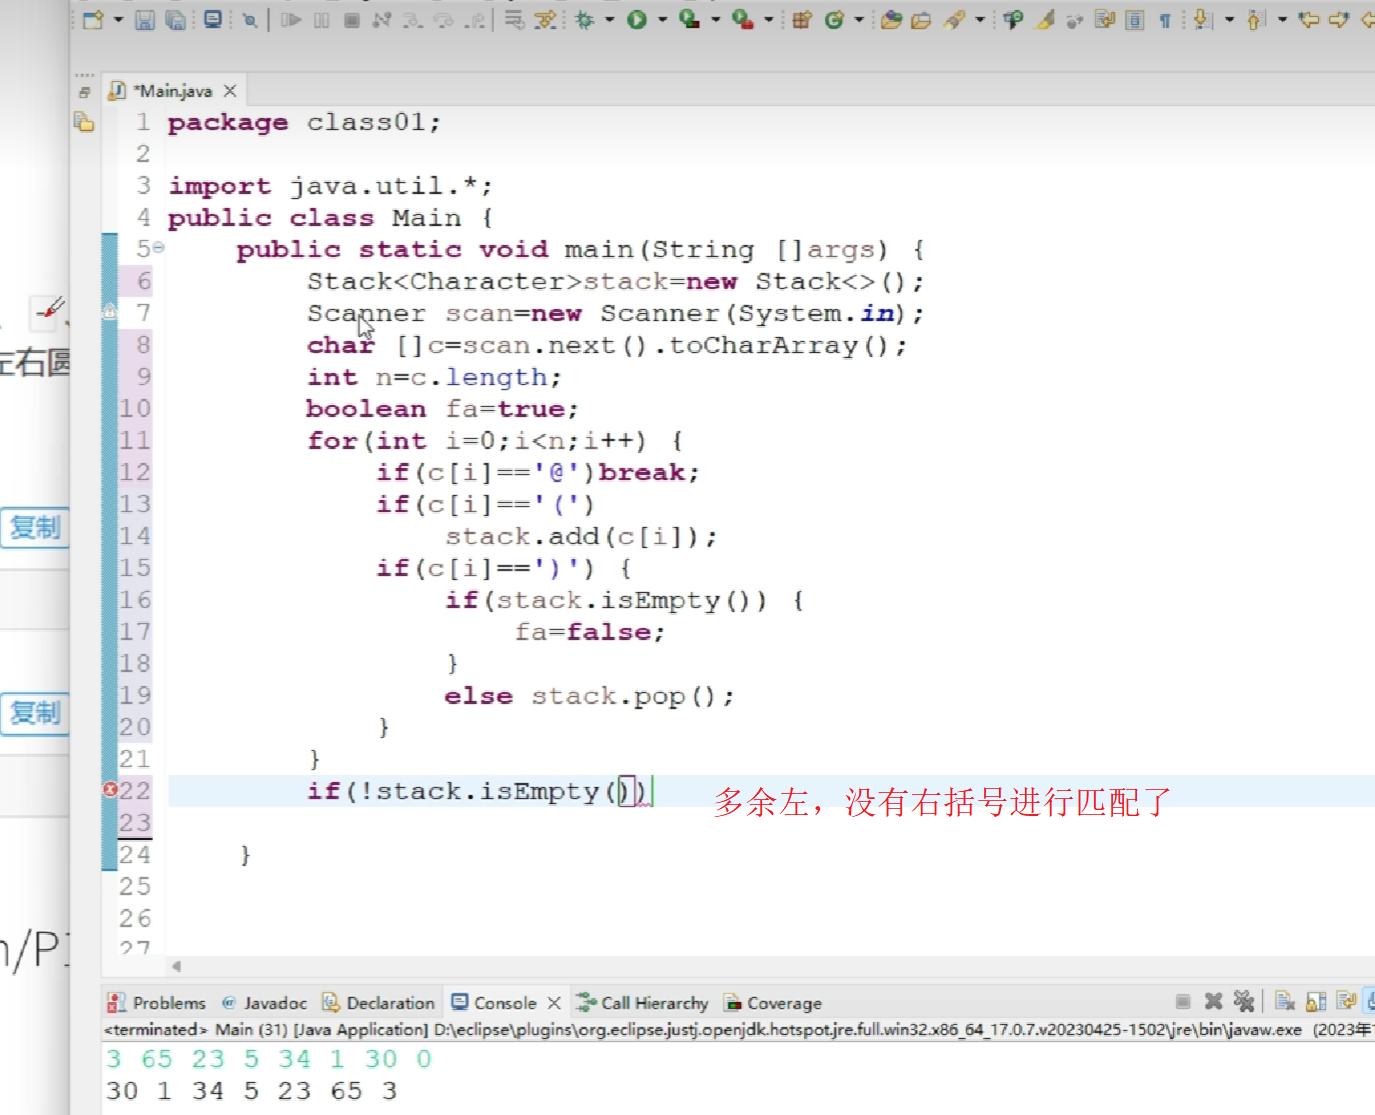 *Main.java
1 package class01;
2
3 import java.util.*;
4 public class Main {
5 public static void main(String []args) {
6 Stack<Character>stack=new Stack<>();
7 Scanner scan=new Scanner(System.in);
左右圆
8 char []c=scan.next().toCharArray();
9 int n=c.length;
10 boolean fa=true;
11 for(int i=0;i<n;i++) {
12 if(c[i]=='@')break;
13 if(c[i]=='(')
复制
14 stack.add(c[i]);
15 if(c[i]==')') {
16 if(stack.isEmpty()) {
17 fa=false;
18 }
19 else stack.pop();
复制
20 }
21 }
22 if(!stack.isEmpty())
多余左，没有右括号进行匹配了
23
24 }
25
26
27
Problems Javadoc Declaration Console Call Hierarchy Coverage
<terminated> Main (31) [Java Application] D:\eclipse\plugins\org.eclipse.justj.openjdk.hotspot.jre.full.win32.x86_64_17.0.7.v20230425-1502\jre\bin\javaw.exe (2023年
3 65 23 5 34 1 30 0
30 1 34 5 23 65 3